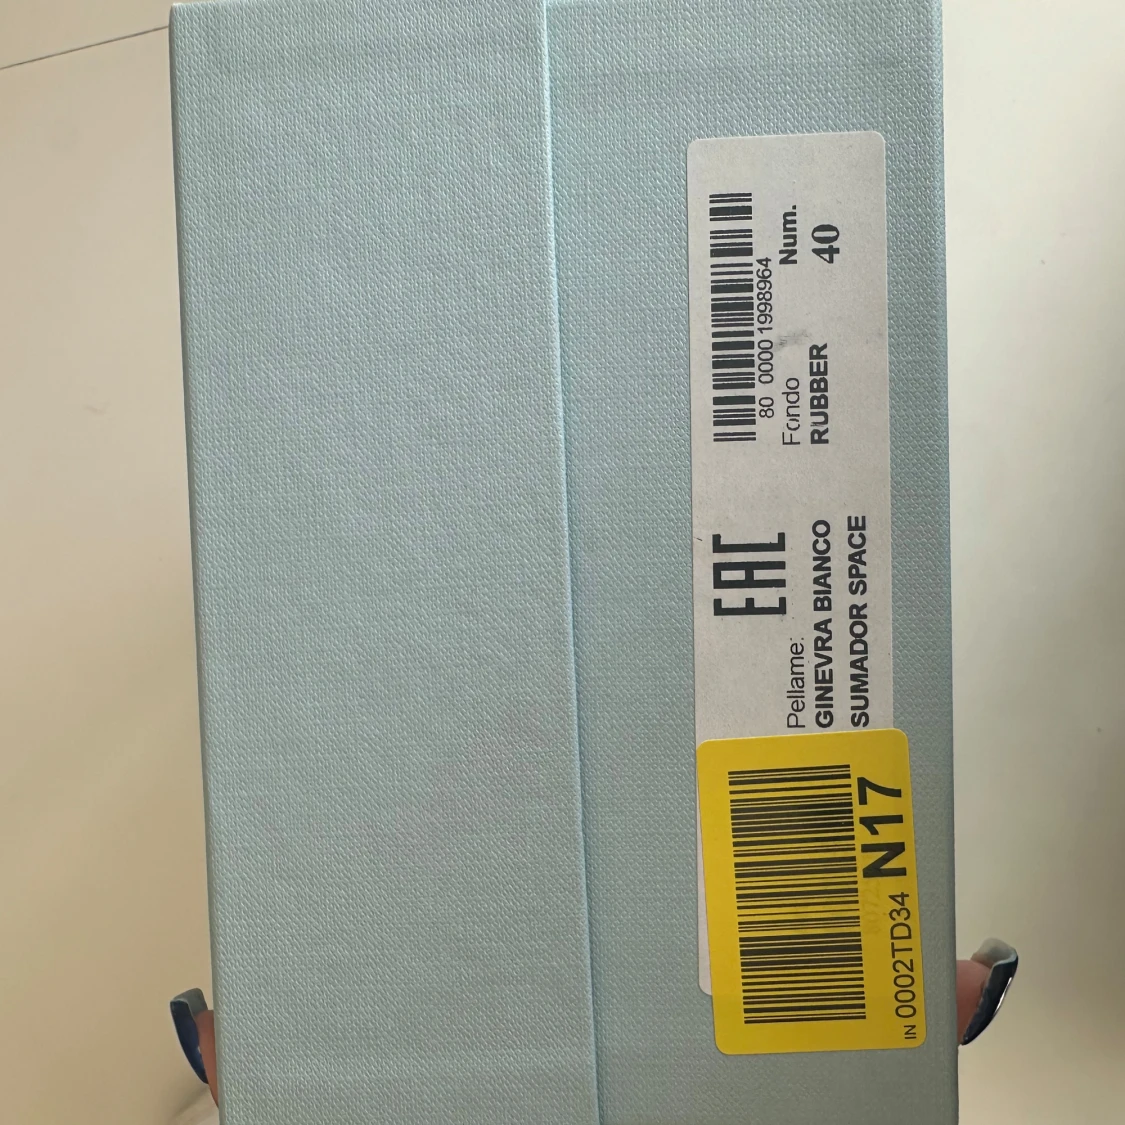 EAC
80 0000 1998964
Pellame:
Fondo
Num.
GINEVRA BIANCO
RUBBER
40
SUMADOR SPACE
N17
IN 0002TD34